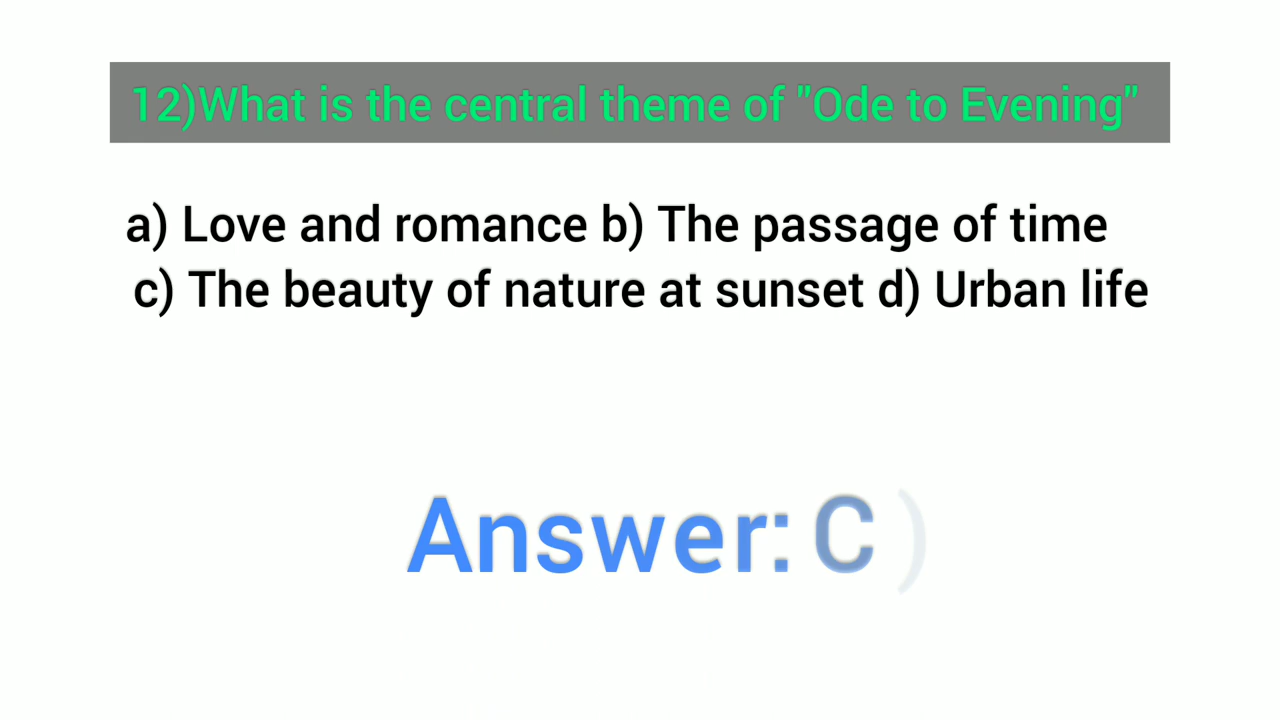 12)What is the central theme of "Ode to Evening"
a) Love and romance b) The passage of time
c) The beauty of nature at sunset d) Urban life
Answer: C)